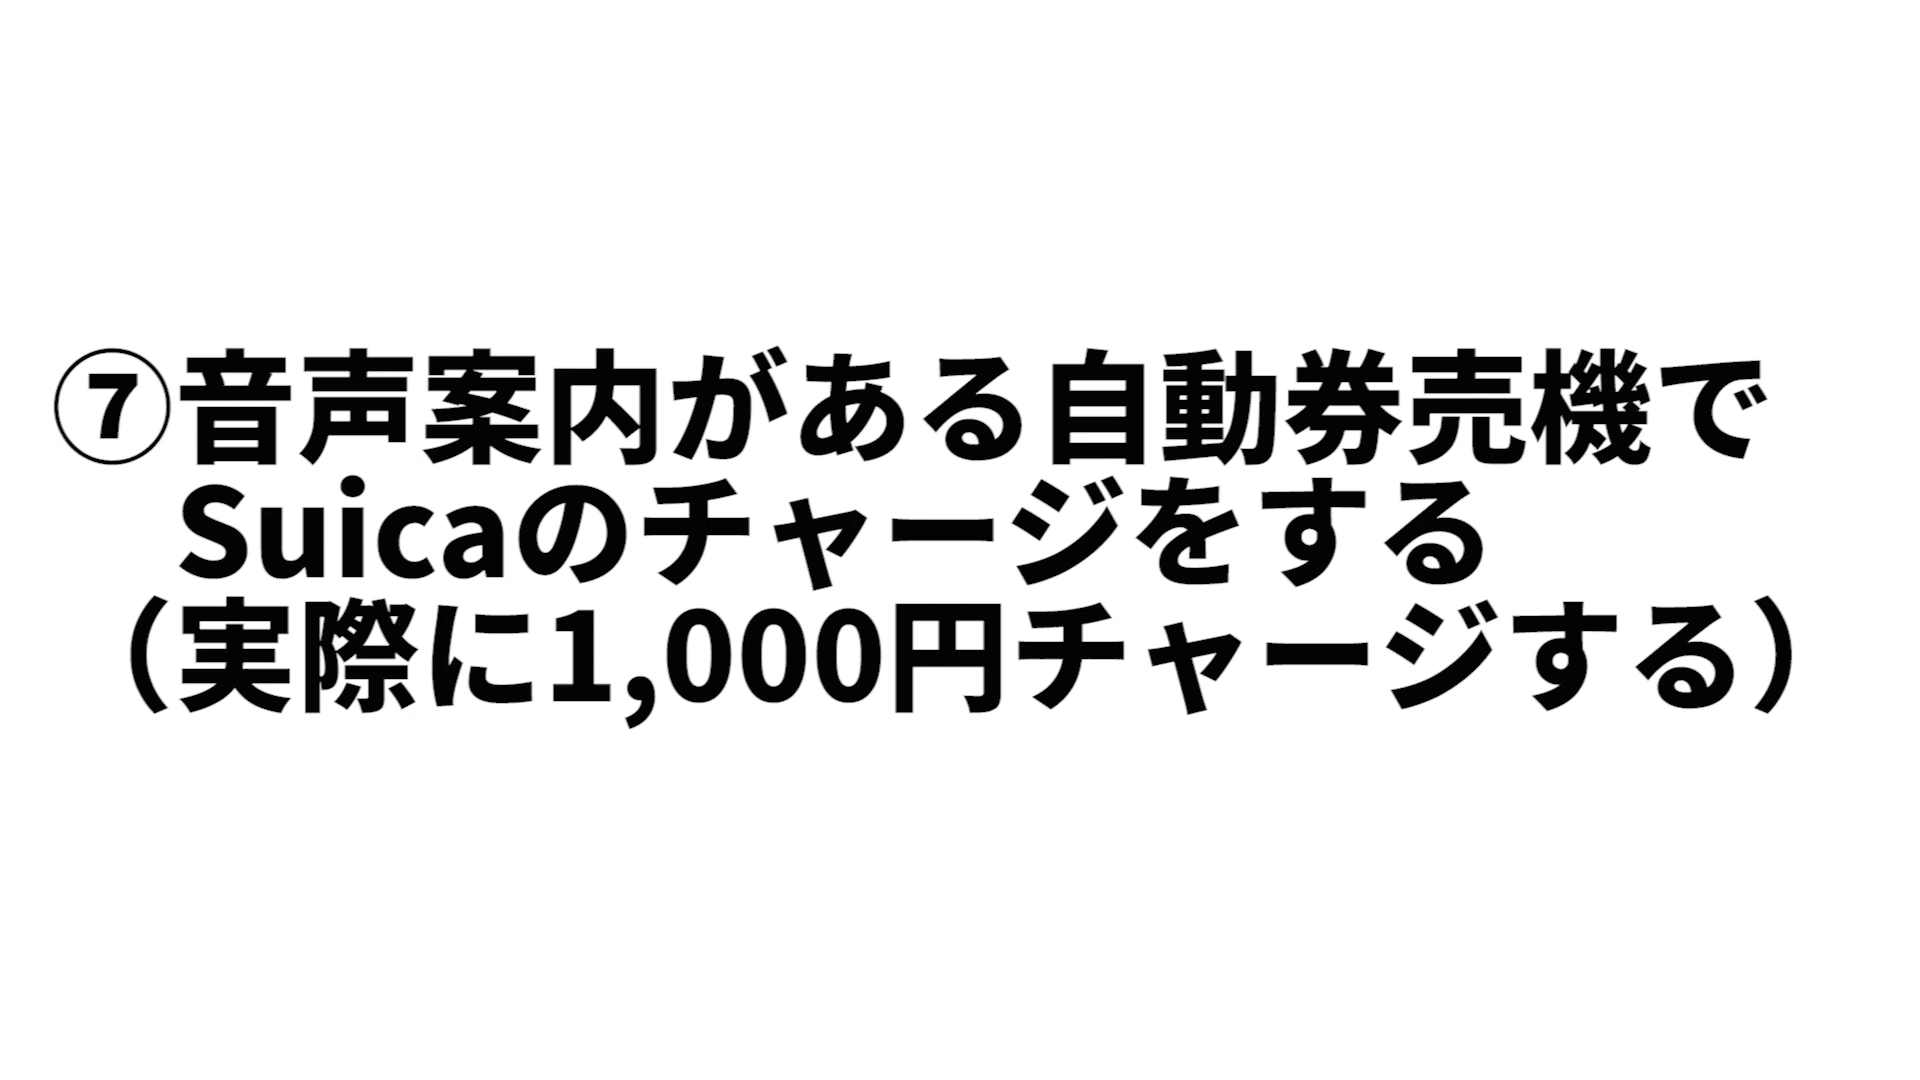 ⑦音声案内がある自動券売機で
Suicaのチャージをする
（実際に1,000円チャージする）